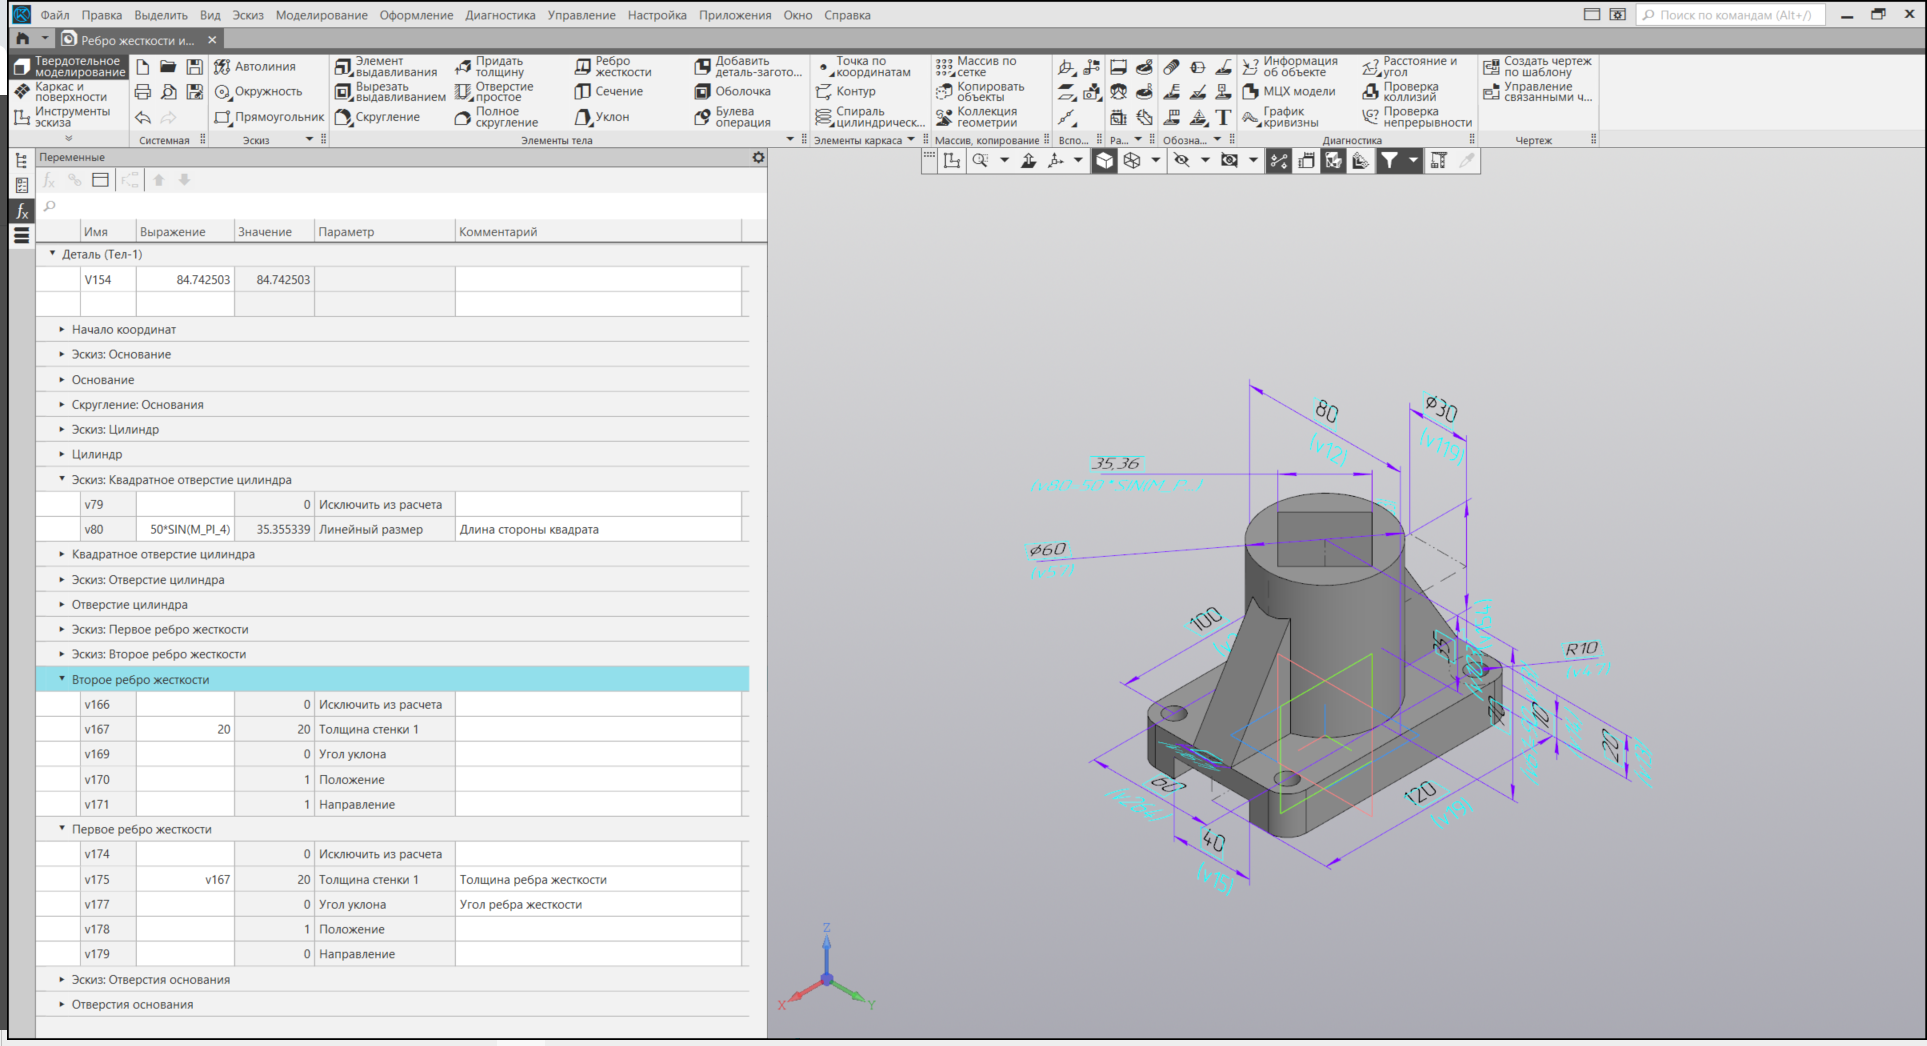 Файл Правка Выделить Вид Эскиз Моделирование Оформление Диагностика Управление Настройка Приложения Окно Справка
Поиск по командам (Alt+/)
Ребро жесткости и...
Твердотельное моделирование
Каркас и поверхности
Инструменты эскиза
Системная
Автолиния
Окружность
Прямоугольник
Эскиз
Элемент выдавливания
Вырезать выдавливанием
Скругление
Придать толщину
Отверстие простое
Полное скругление
Ребро жесткости
Сечение
Уклон
Добавить деталь-загото...
Оболочка
Булева операция
Элементы тела
Точка по координатам
Контур
Спираль цилиндрическ...
Элементы каркаса
Массив по сетке
Копировать объекты
Коллекция геометрии
Массив, копирование
Вспо...
Ра...
Обозна...
Информация об объекте
МЦХ модели
График кривизны
Расстояние и угол
Проверка коллизий
Проверка непрерывности
Диагностика
Создать чертеж по шаблону
Управление связанными ч...
Чертеж
Переменные
Имя Выражение Значение Параметр Комментарий
Деталь (Тел-1)
V154 84.742503 84.742503
Начало координат
Эскиз: Основание
Основание
Скругление: Основания
Эскиз: Цилиндр
Цилиндр
Эскиз: Квадратное отверстие цилиндра
v79 0 Исключить из расчета
v80 50*SIN(M_PI_4) 35.355339 Линейный размер Длина стороны квадрата
Квадратное отверстие цилиндра
Эскиз: Отверстие цилиндра
Отверстие цилиндра
Эскиз: Первое ребро жесткости
Эскиз: Второе ребро жесткости
Второе ребро жесткости
v166 0 Исключить из расчета
v167 20 20 Толщина стенки 1
v169 0 Угол уклона
v170 1 Положение
v171 1 Направление
Первое ребро жесткости
v174 0 Исключить из расчета
v175 v167 20 Толщина стенки 1 Толщина ребра жесткости
v177 0 Угол уклона Угол ребра жесткости
v178 1 Положение
v179 0 Направление
Эскиз: Отверстия основания
Отверстия основания
80
(v12)
⌀30
(v119)
35,36
⌀60
100
35
R10
10
20
60
120
(v19)
40
(v15)
Z
X
Y